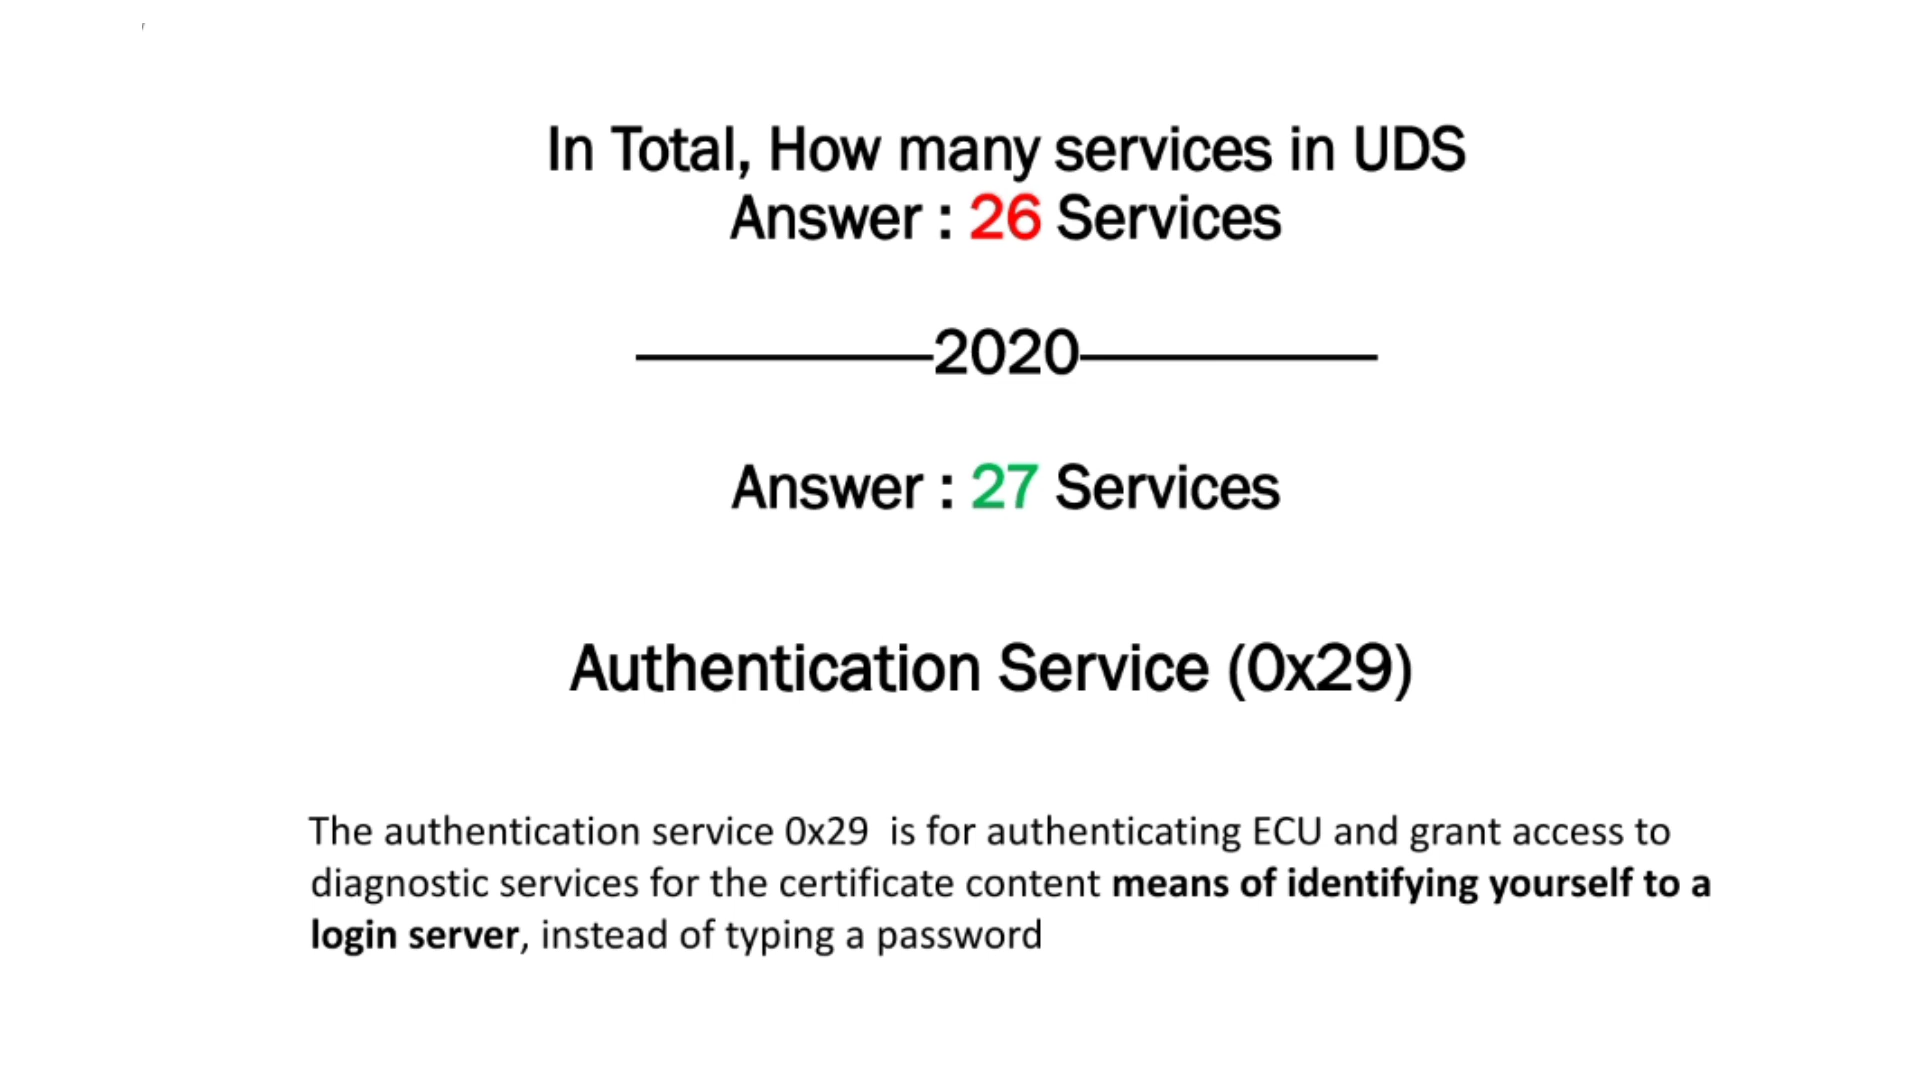 In Total, How many services in UDS
Answer : 26 Services
2020
Answer : 27 Services
Authentication Service (0x29)
The authentication service 0x29  is for authenticating ECU and grant access to
diagnostic services for the certificate content means of identifying yourself to a
login server, instead of typing a password